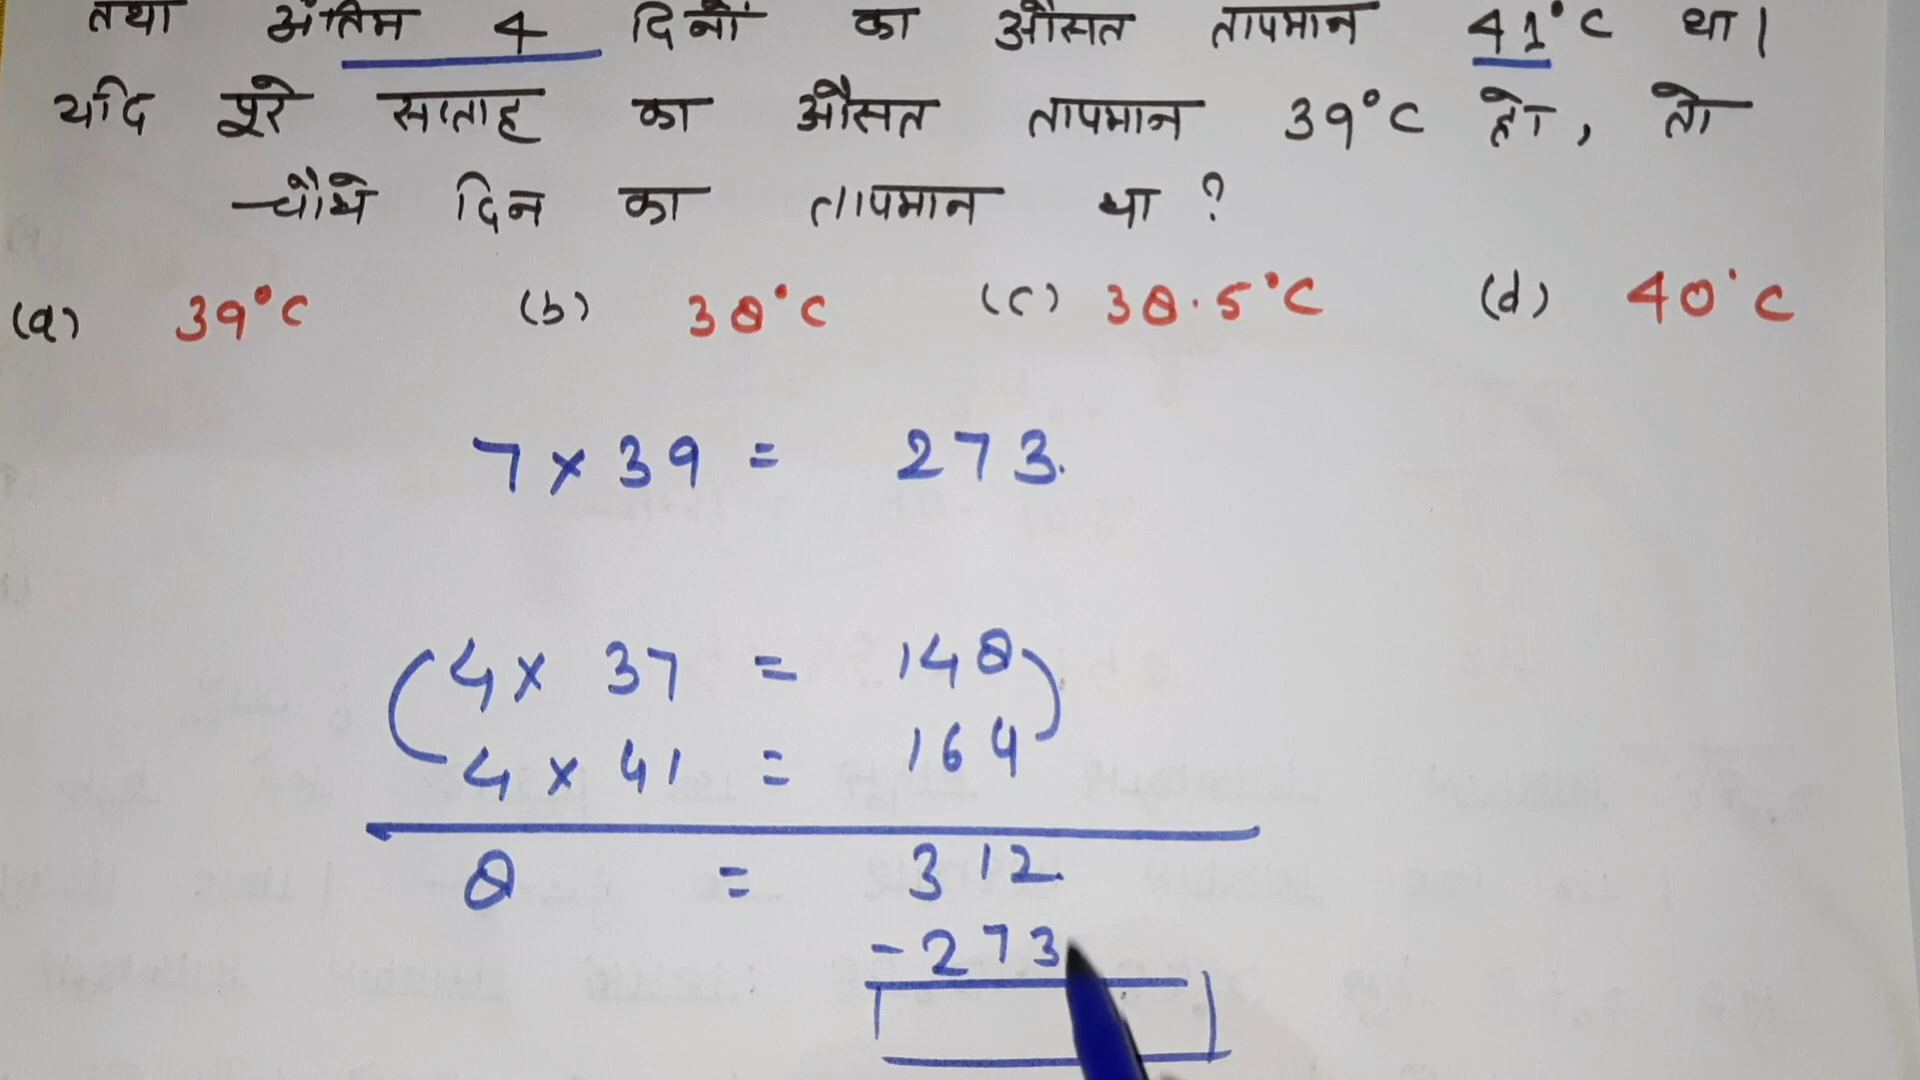 तथा अंतिम 4 दिनों का औसत तापमान 41°C था।
यदि पूरे सप्ताह का औसत तापमान 39°C हो, तो
चौथे दिन का तापमान था ?
(a) 39°C (b) 38°C (c) 38.5°C (d) 40°C
7 × 39 = 273.
4 × 37 = 148
4 × 41 = 164
8 = 312.
- 273